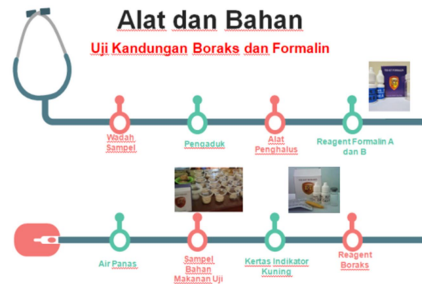 Alat dan Bahan
Uji Kandungan Boraks dan Formalin
Wadah
Sampel
Pengaduk
Alat
Penghalus
Reagent Formalin A
dan B
Air Panas
Sampel
Bahan
Makanan Uji
Kertas Indikator
Kuning
Reagent
Boraks